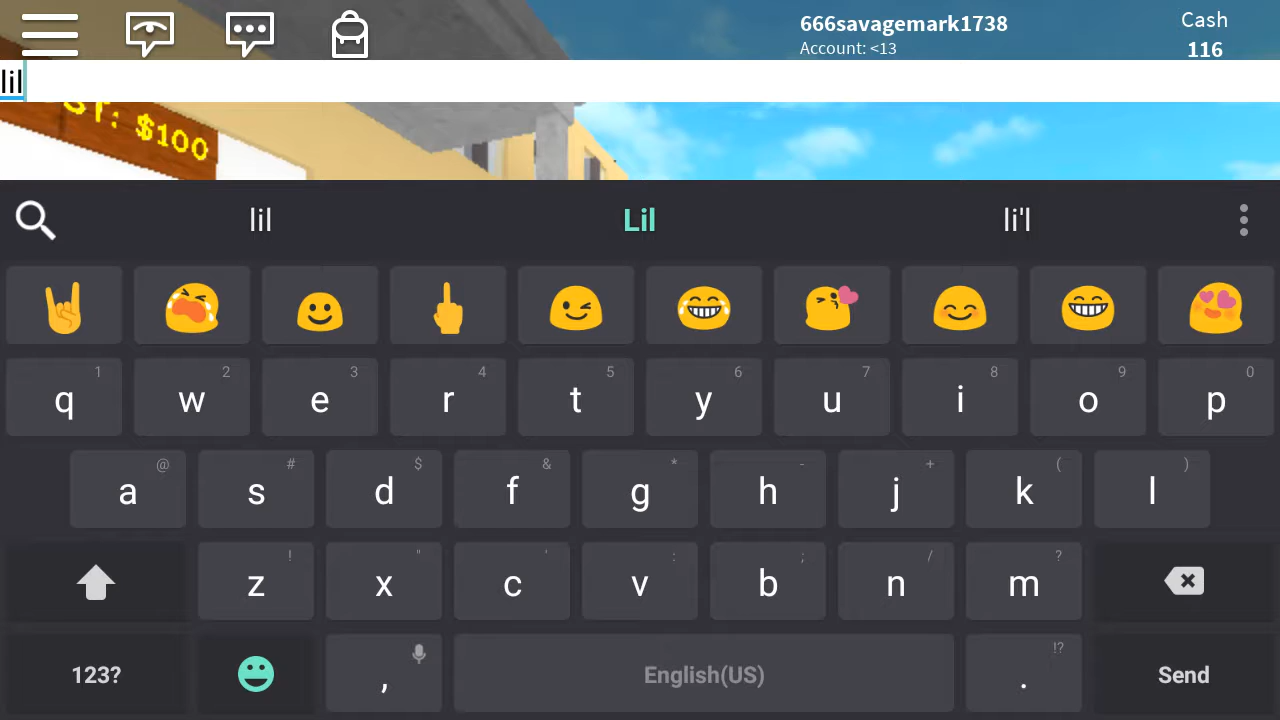 666savagemark1738
Account: <13
Cash
116
lil
ST: $100
lil
Lil
li'l
1 2 3 4 5 6 7 8 9 0
q w e r t y u i o p
@ # $ & * - + ( )
a s d f g h j k l
! " ' : ; / ?
z x c v b n m
123? , English(US) . !? Send